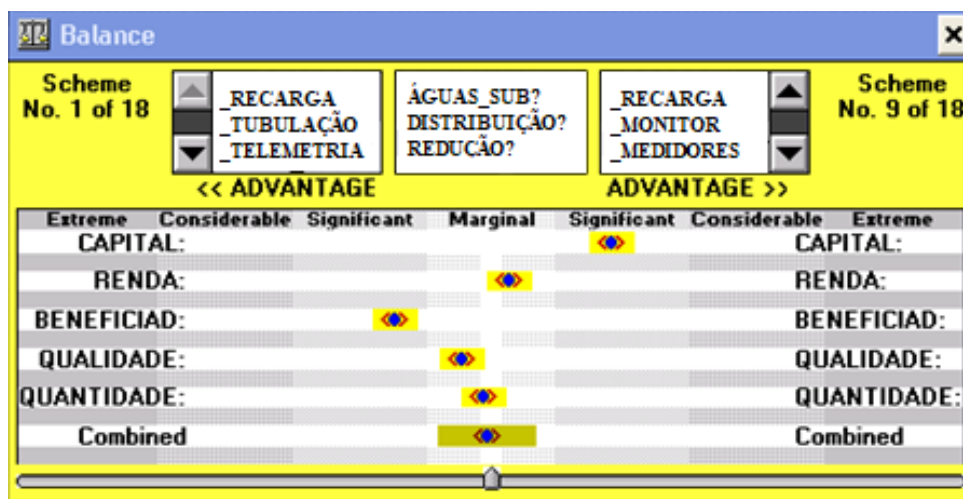 Balance
Scheme
No. 1 of 18
_RECARGA
_TUBULAÇÃO
_TELEMETRIA
ÁGUAS_SUB?
DISTRIBUIÇÃO?
REDUÇÃO?
_RECARGA
_MONITOR
_MEDIDORES
Scheme
No. 9 of 18
<< ADVANTAGE
ADVANTAGE >>
Extreme Considerable Significant Marginal Significant Considerable Extreme
CAPITAL: CAPITAL:
RENDA: RENDA:
BENEFICIAD: BENEFICIAD:
QUALIDADE: QUALIDADE:
QUANTIDADE: QUANTIDADE:
Combined Combined